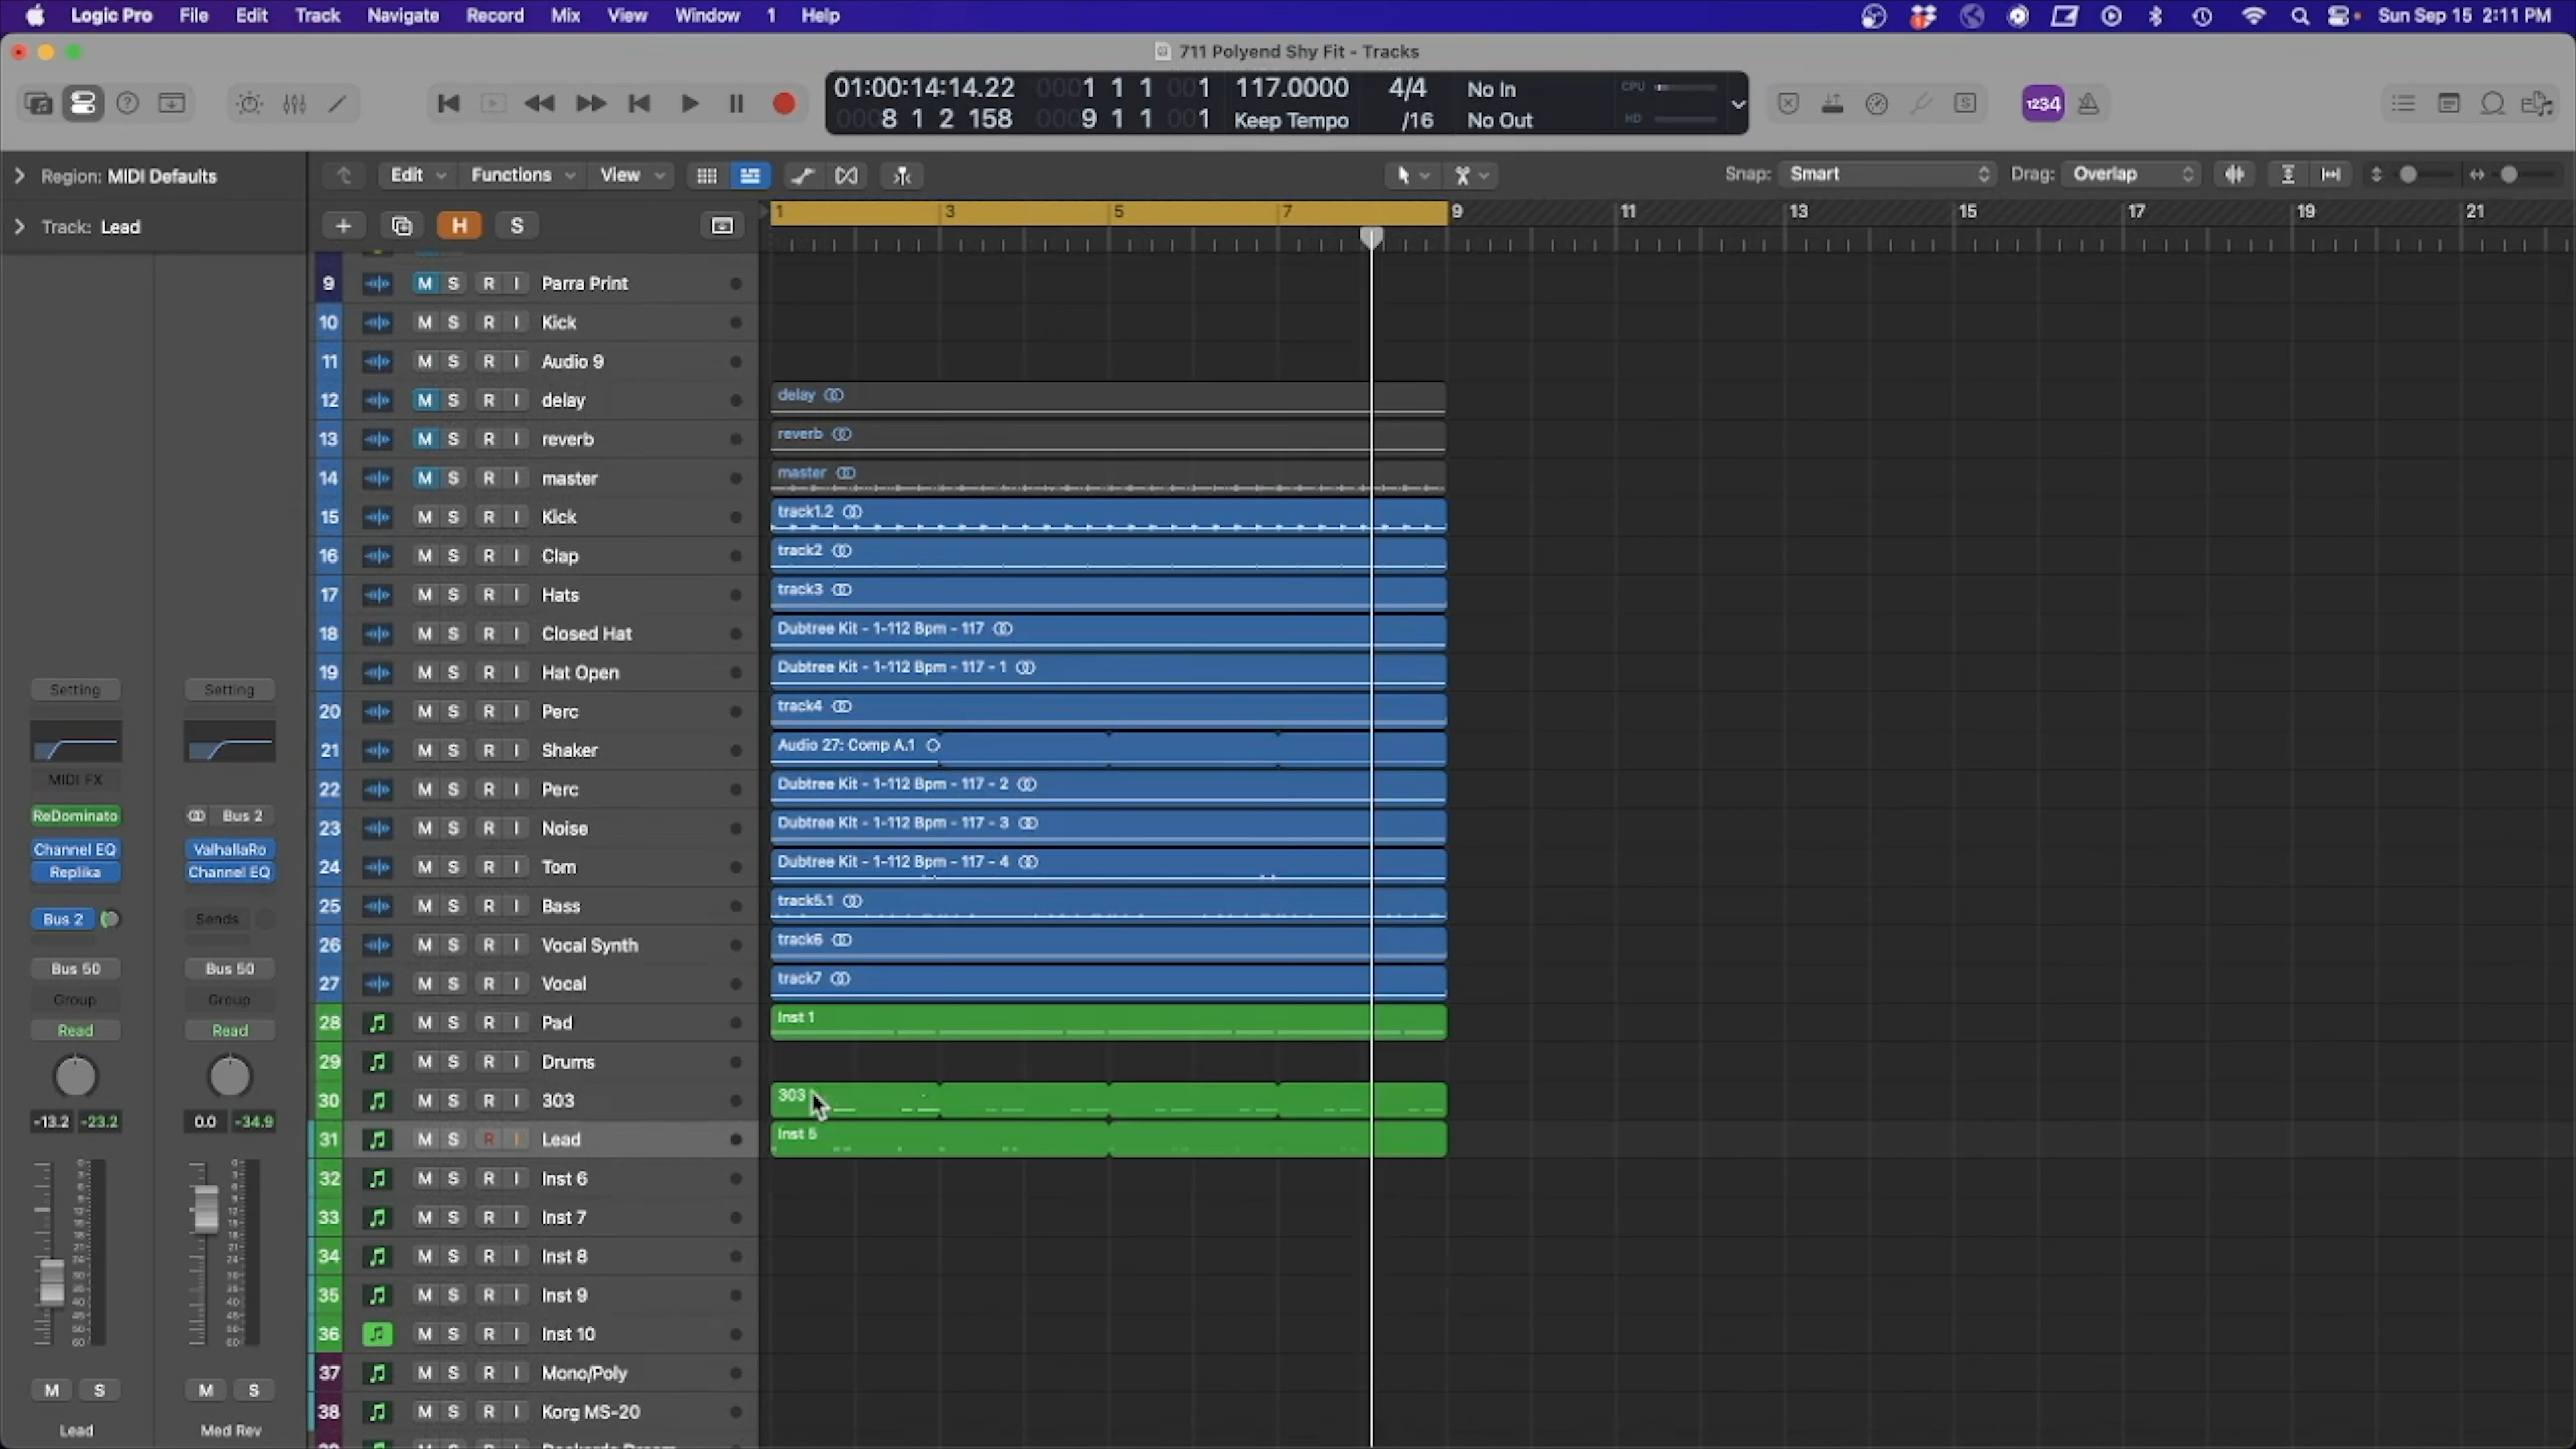 Logic Pro File Edit Track Navigate Record Mix View Window 1 Help Sun Sep 15 2:11 PM
711 Polyend Shy Fit - Tracks
01:00:14:14.22 0001 1 1 001 117.0000 4/4 No In CPU
0008 1 2 158 0009 1 1 001 Keep Tempo /16 No Out HD
1234
Region: MIDI Defaults
Edit Functions View Snap: Smart Drag: Overlap
Track: Lead
H S
1 3 5 7 9 11 13 15 17 19 21
9 M S R I Parra Print
10 M S R I Kick
11 M S R I Audio 9
12 M S R I delay delay
13 M S R I reverb reverb
14 M S R I master master
15 M S R I Kick track1.2
16 M S R I Clap track2
17 M S R I Hats track3
18 M S R I Closed Hat Dubtree Kit - 1-112 Bpm - 117
19 M S R I Hat Open Dubtree Kit - 1-112 Bpm - 117 - 1
20 M S R I Perc track4
21 M S R I Shaker Audio 27: Comp A.1
22 M S R I Perc Dubtree Kit - 1-112 Bpm - 117 - 2
23 M S R I Noise Dubtree Kit - 1-112 Bpm - 117 - 3
24 M S R I Tom Dubtree Kit - 1-112 Bpm - 117 - 4
25 M S R I Bass track5.1
26 M S R I Vocal Synth track6
27 M S R I Vocal track7
28 M S R I Pad Inst 1
29 M S R I Drums
30 M S R I 303 303
31 M S R I Lead Inst 5
32 M S R I Inst 6
33 M S R I Inst 7
34 M S R I Inst 8
35 M S R I Inst 9
36 M S R I Inst 10
37 M S R I Mono/Poly
38 M S R I Korg MS-20
Setting Setting
MIDI FX
ReDominato Bus 2
Channel EQ ValhallaRo
Replika Channel EQ
Bus 2 Sends
Bus 50 Bus 50
Group Group
Read Read
-13.2 -23.2 0.0 -34.9
M S M S
Lead Med Rev